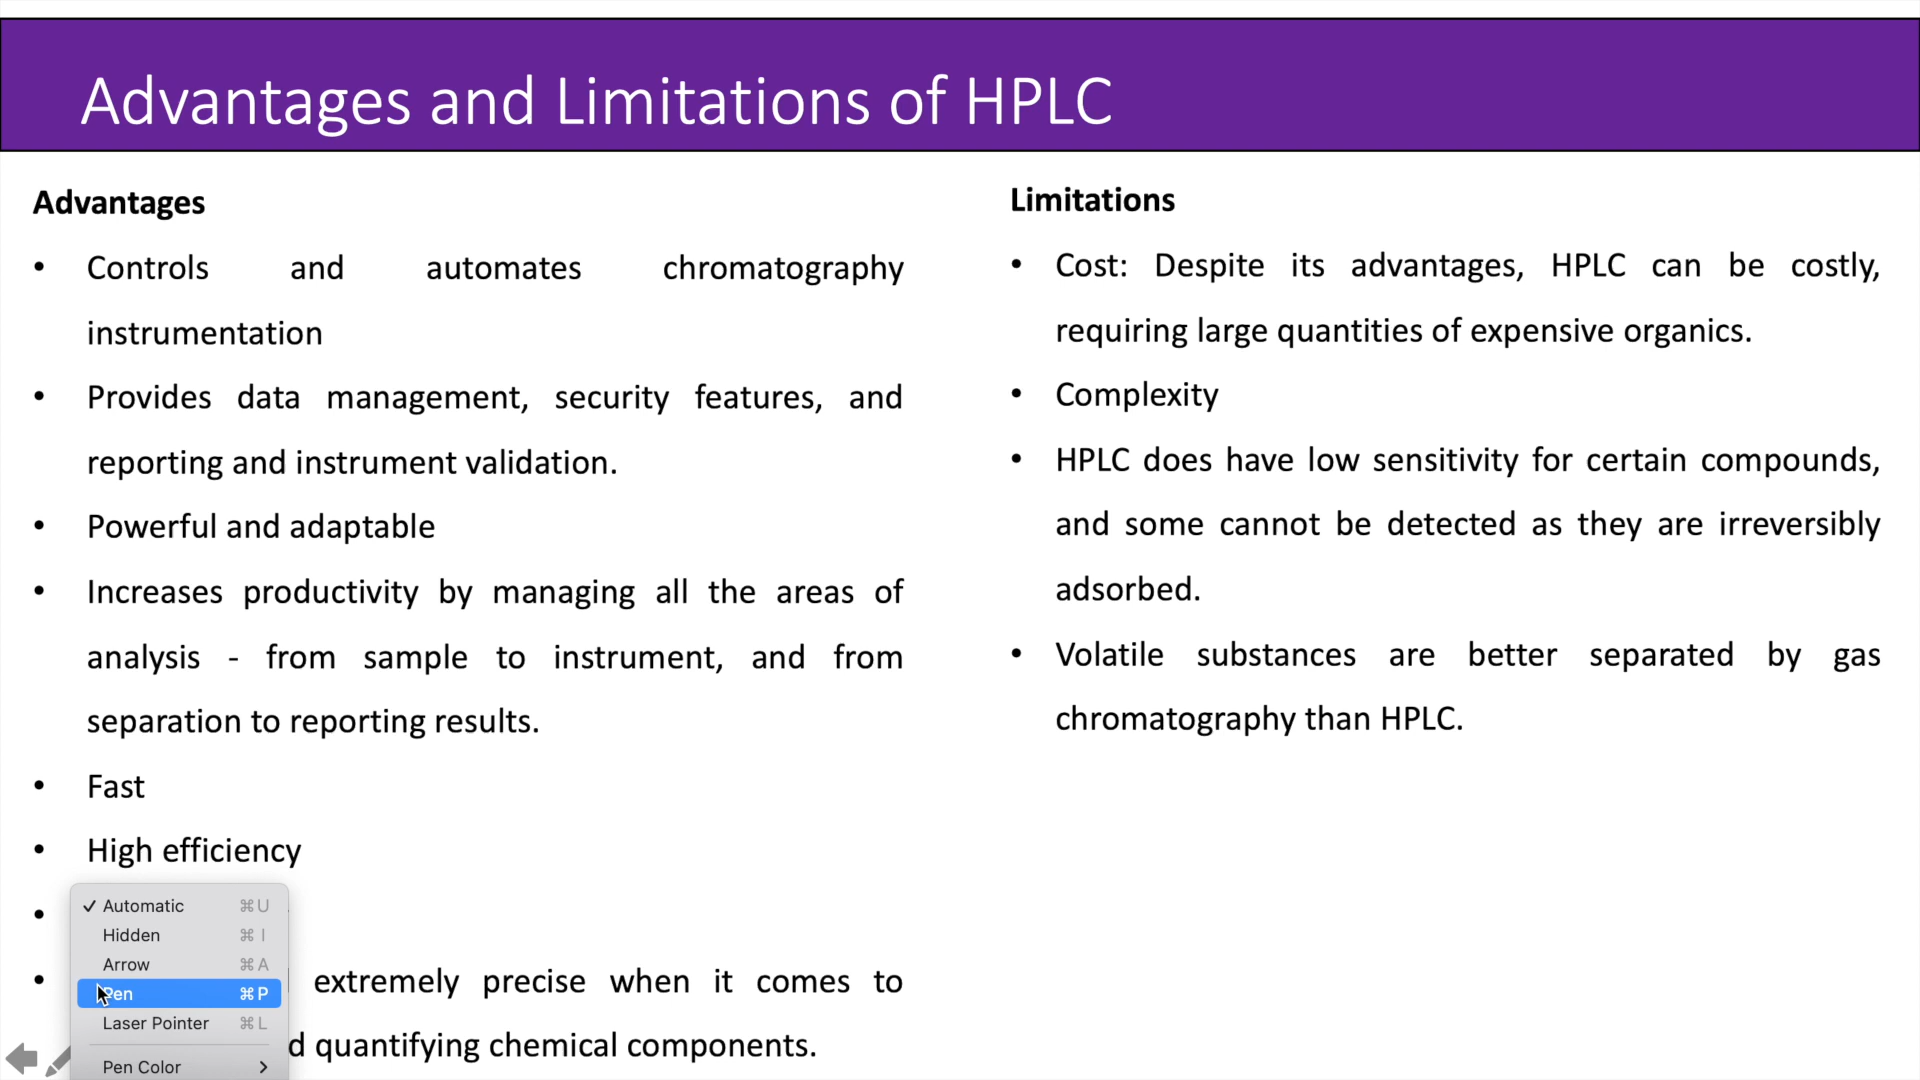 Advantages and Limitations of HPLC
Advantages
• Controls and automates chromatography
instrumentation
• Provides data management, security features, and
reporting and instrument validation.
• Powerful and adaptable
• Increases productivity by managing all the areas of
analysis - from sample to instrument, and from
separation to reporting results.
• Fast
• High efficiency
•
• extremely precise when it comes to
quantifying chemical components.
Limitations
• Cost: Despite its advantages, HPLC can be costly,
requiring large quantities of expensive organics.
• Complexity
• HPLC does have low sensitivity for certain compounds,
and some cannot be detected as they are irreversibly
adsorbed.
• Volatile substances are better separated by gas
chromatography than HPLC.
✓ Automatic ⌘U
Hidden ⌘I
Arrow ⌘A
Pen ⌘P
Laser Pointer ⌘L
Pen Color >